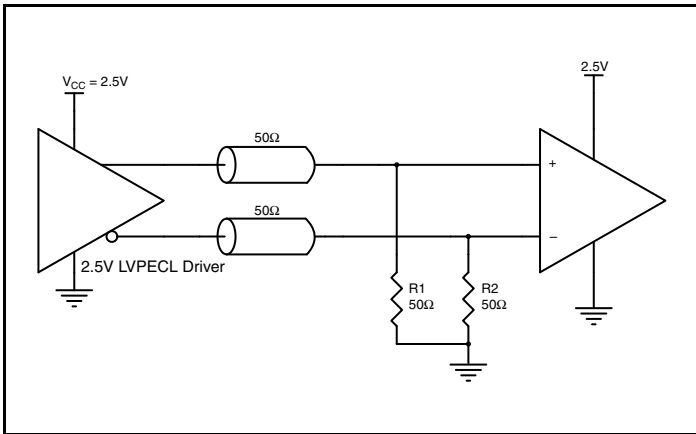 V_CC = 2.5V
2.5V
50Ω
50Ω
+
−
2.5V LVPECL Driver
R1
50Ω
R2
50Ω